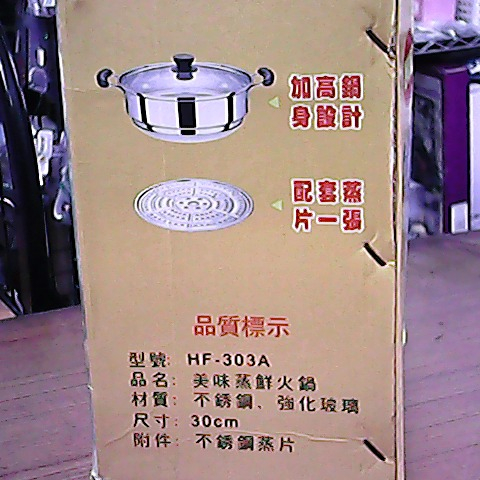 加高鍋
身設計
配套蒸
片一張
品質標示
型號: HF-303A
品名: 美味蒸鮮火鍋
材質: 不銹鋼、強化玻璃
尺寸: 30cm
附件: 不銹鋼蒸片